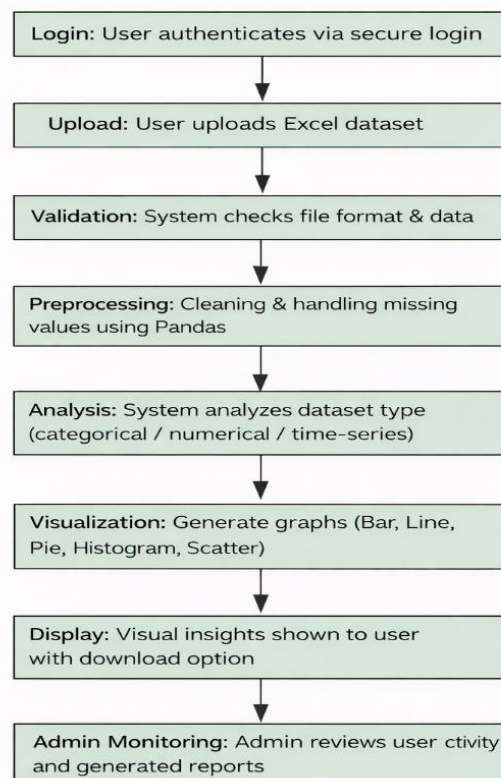 Login: User authenticates via secure login
Upload: User uploads Excel dataset
Validation: System checks file format & data
Preprocessing: Cleaning & handling missing
values using Pandas
Analysis: System analyzes dataset type
(categorical / numerical / time-series)
Visualization: Generate graphs (Bar, Line,
Pie, Histogram, Scatter)
Display: Visual insights shown to user
with download option
Admin Monitoring: Admin reviews user ctivity
and generated reports